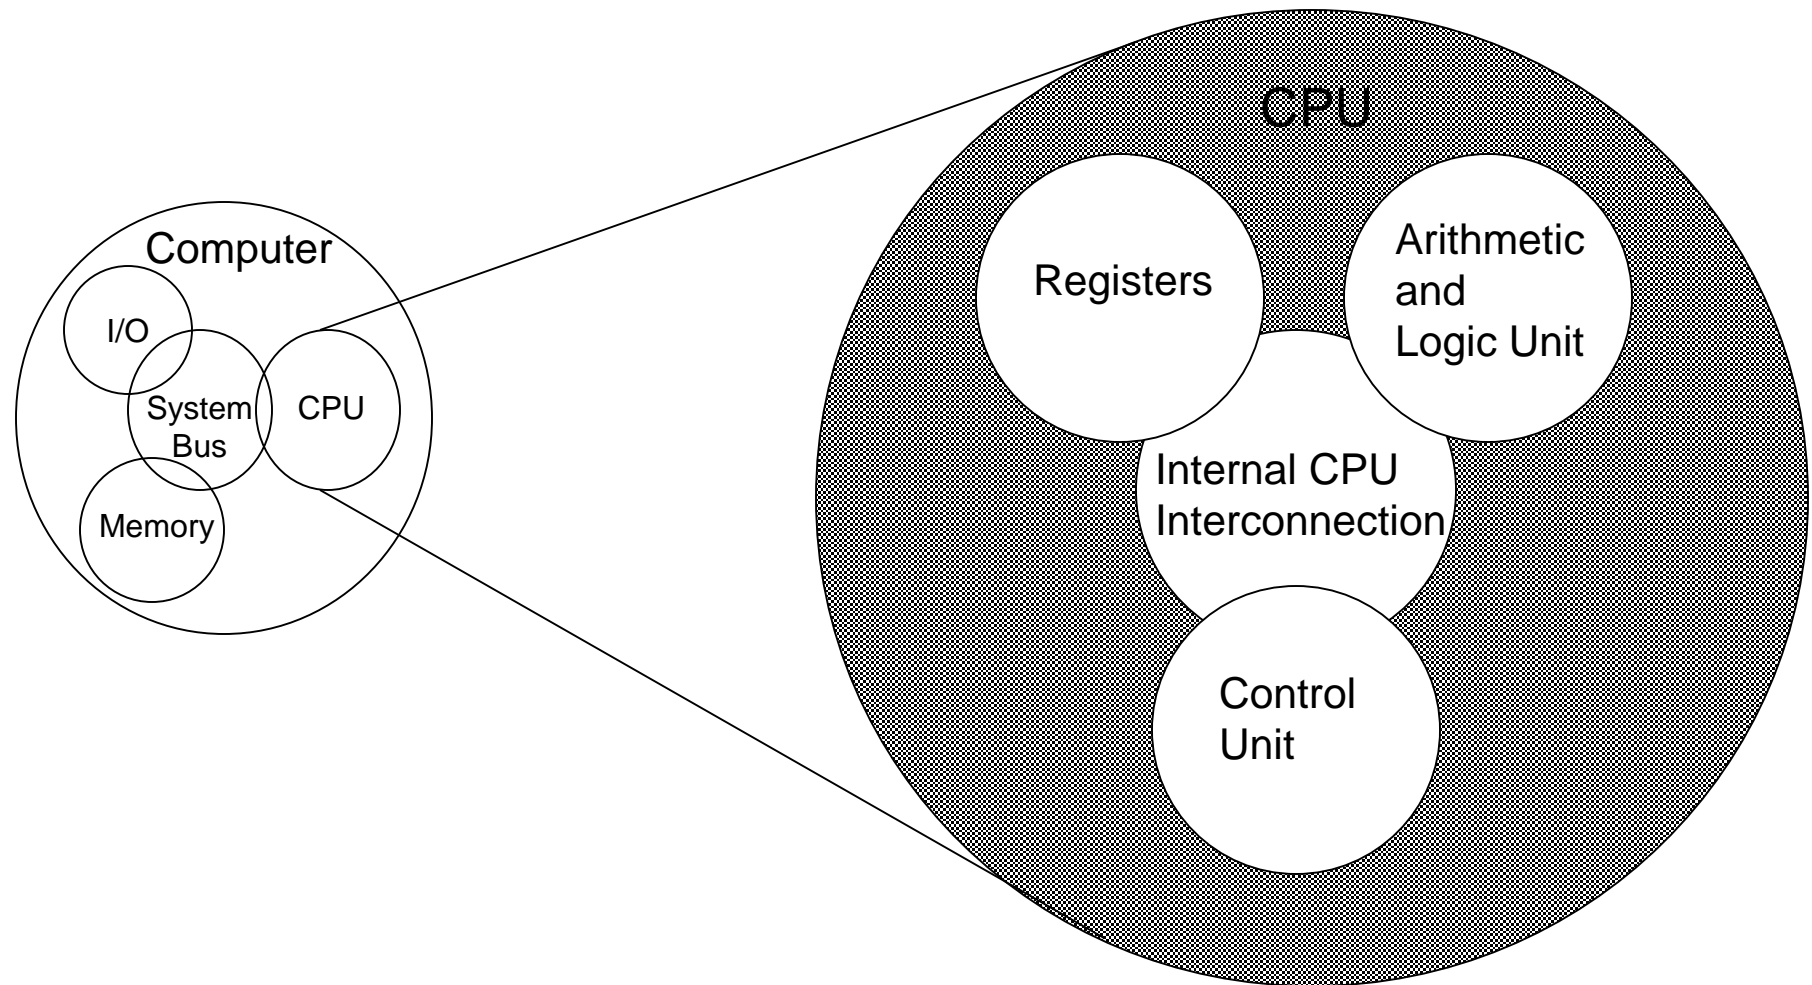 Computer
I/O
System
Bus
CPU
Memory
CPU
Registers
Arithmetic
and
Logic Unit
Internal CPU
Interconnection
Control
Unit